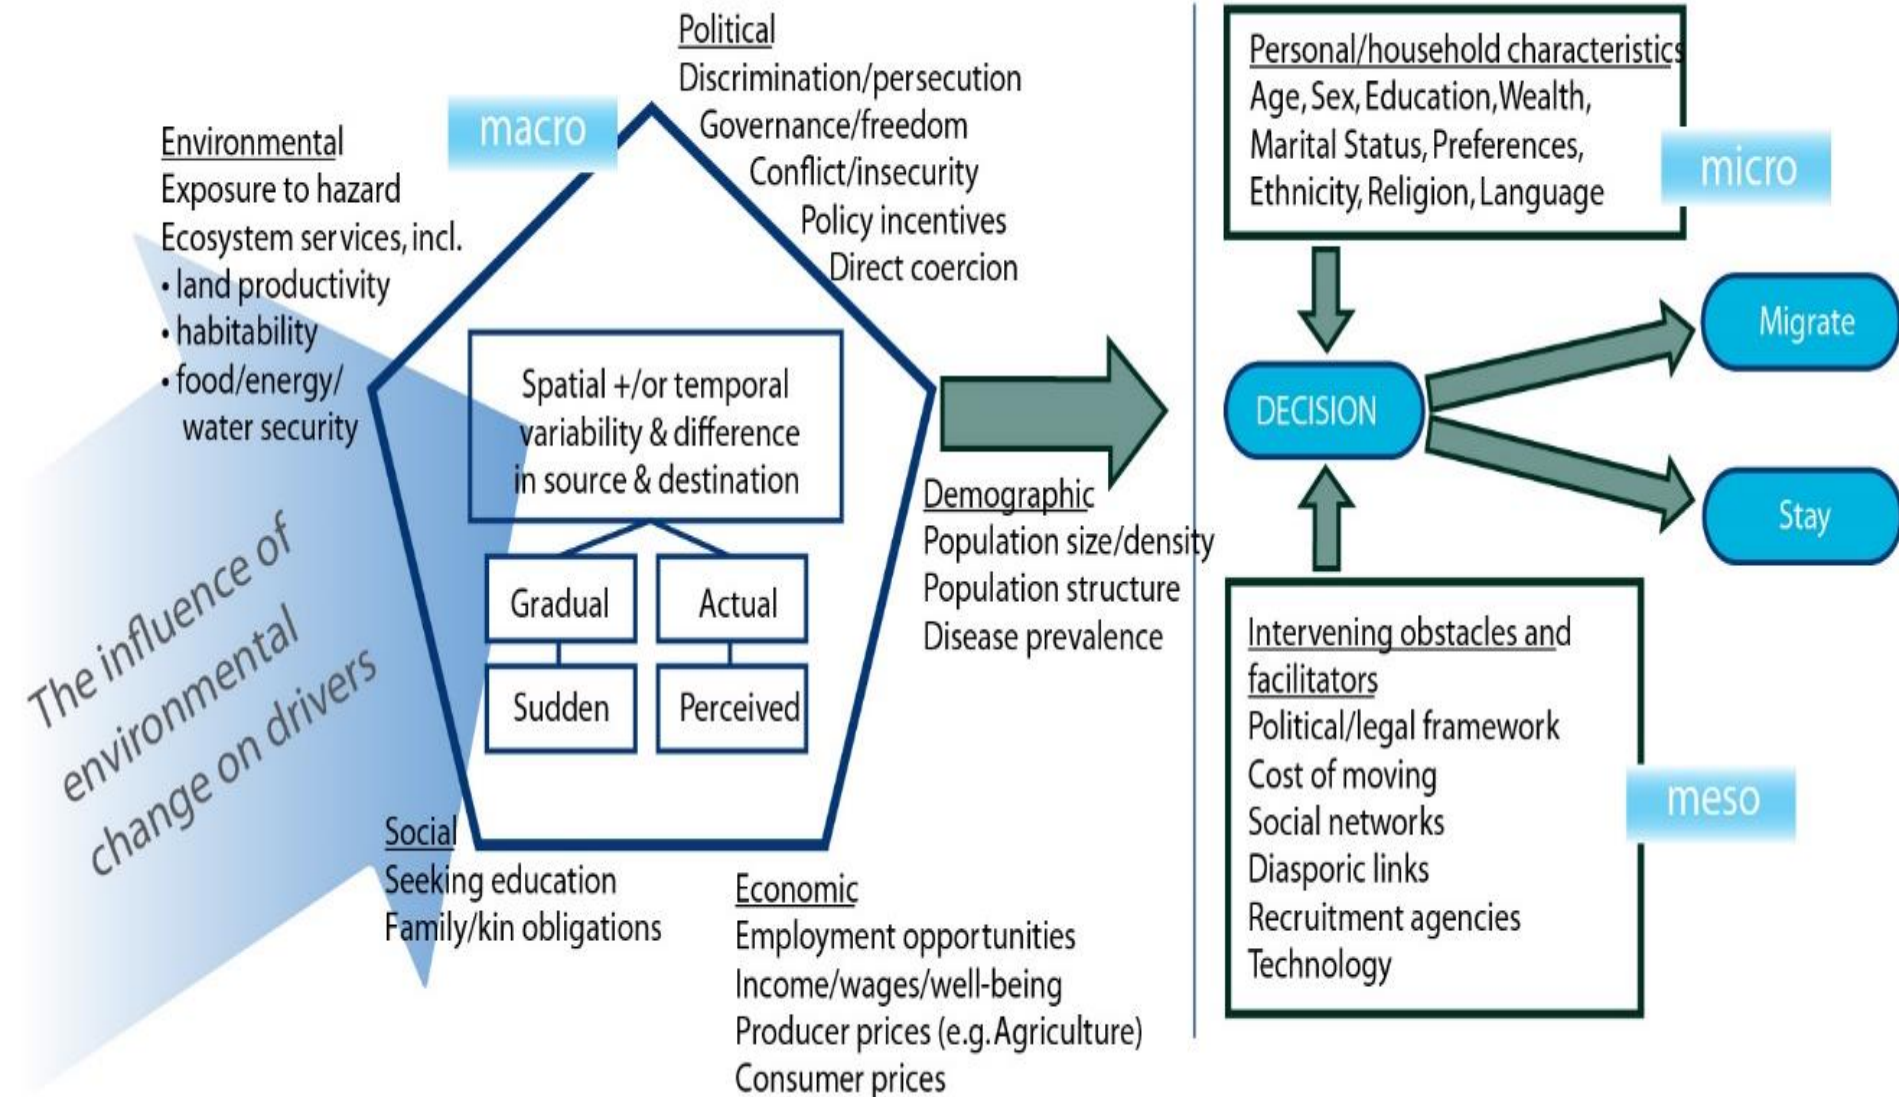 Political
Discrimination/persecution
Governance/freedom
Conflict/insecurity
Policy incentives
Direct coercion
macro
Environmental
Exposure to hazard
Ecosystem services, incl.
• land productivity
• habitability
• food/energy/
water security
The influence of
environmental
change on drivers
Spatial +/or temporal
variability & difference
in source & destination
Gradual
Actual
Sudden
Perceived
Demographic
Population size/density
Population structure
Disease prevalence
Social
Seeking education
Family/kin obligations
Economic
Employment opportunities
Income/wages/well-being
Producer prices (e.g. Agriculture)
Consumer prices
Personal/household characteristics
Age, Sex, Education, Wealth,
Marital Status, Preferences,
Ethnicity, Religion, Language
micro
DECISION
Migrate
Stay
Intervening obstacles and
facilitators
Political/legal framework
Cost of moving
Social networks
Diasporic links
Recruitment agencies
Technology
meso